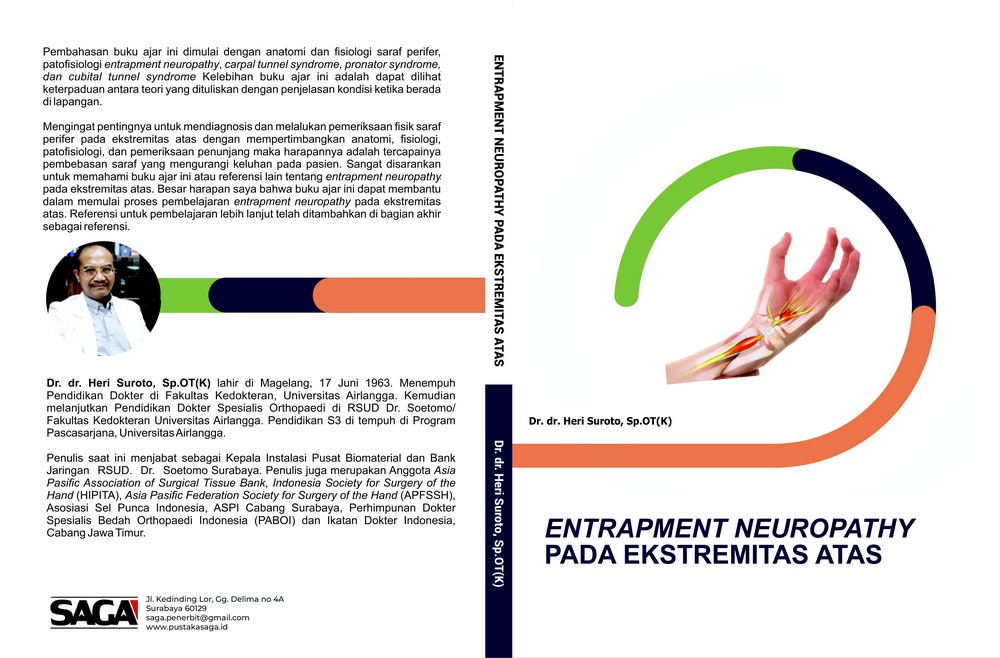 Pembahasan buku ajar ini dimulai dengan anatomi dan fisiologi saraf perifer,
patofisiologi entrapment neuropathy, carpal tunnel syndrome, pronator syndrome,
dan cubital tunnel syndrome Kelebihan buku ajar ini adalah dapat dilihat
keterpaduan antara teori yang dituliskan dengan penjelasan kondisi ketika berada
di lapangan.
Mengingat pentingnya untuk mendiagnosis dan melalukan pemeriksaan fisik saraf
perifer pada ekstremitas atas dengan mempertimbangkan anatomi, fisiologi,
patofisiologi, dan pemeriksaan penunjang maka harapannya adalah tercapainya
pembebasan saraf yang mengurangi keluhan pada pasien. Sangat disarankan
untuk memahami buku ajar ini atau referensi lain tentang entrapment neuropathy
pada ekstremitas atas. Besar harapan saya bahwa buku ajar ini dapat membantu
dalam memulai proses pembelajaran entrapment neuropathy pada ekstremitas
atas. Referensi untuk pembelajaran lebih lanjut telah ditambahkan di bagian akhir
sebagai referensi.
Dr. dr. Heri Suroto, Sp.OT(K) lahir di Magelang, 17 Juni 1963. Menempuh
Pendidikan Dokter di Fakultas Kedokteran, Universitas Airlangga. Kemudian
melanjutkan Pendidikan Dokter Spesialis Orthopaedi di RSUD Dr. Soetomo/
Fakultas Kedokteran Universitas Airlangga. Pendidikan S3 di tempuh di Program
Pascasarjana, Universitas Airlangga.
Penulis saat ini menjabat sebagai Kepala Instalasi Pusat Biomaterial dan Bank
Jaringan RSUD. Dr. Soetomo Surabaya. Penulis juga merupakan Anggota Asia
Pasific Association of Surgical Tissue Bank, Indonesia Society for Surgery of the
Hand (HIPITA), Asia Pasific Federation Society for Surgery of the Hand (APFSSH),
Asosiasi Sel Punca Indonesia, ASPI Cabang Surabaya, Perhimpunan Dokter
Spesialis Bedah Orthopaedi Indonesia (PABOI) dan Ikatan Dokter Indonesia,
Cabang Jawa Timur.
SAGA
Jl. Kedinding Lor, Gg. Delima no 4A
Surabaya 60129
saga.penerbit@gmail.com
www.pustakasaga.id
ENTRAPMENT NEUROPATHY PADA EKSTREMITAS ATAS
Dr. dr. Heri Suroto, Sp.OT(K)
Dr. dr. Heri Suroto, Sp.OT(K)
ENTRAPMENT NEUROPATHY
PADA EKSTREMITAS ATAS